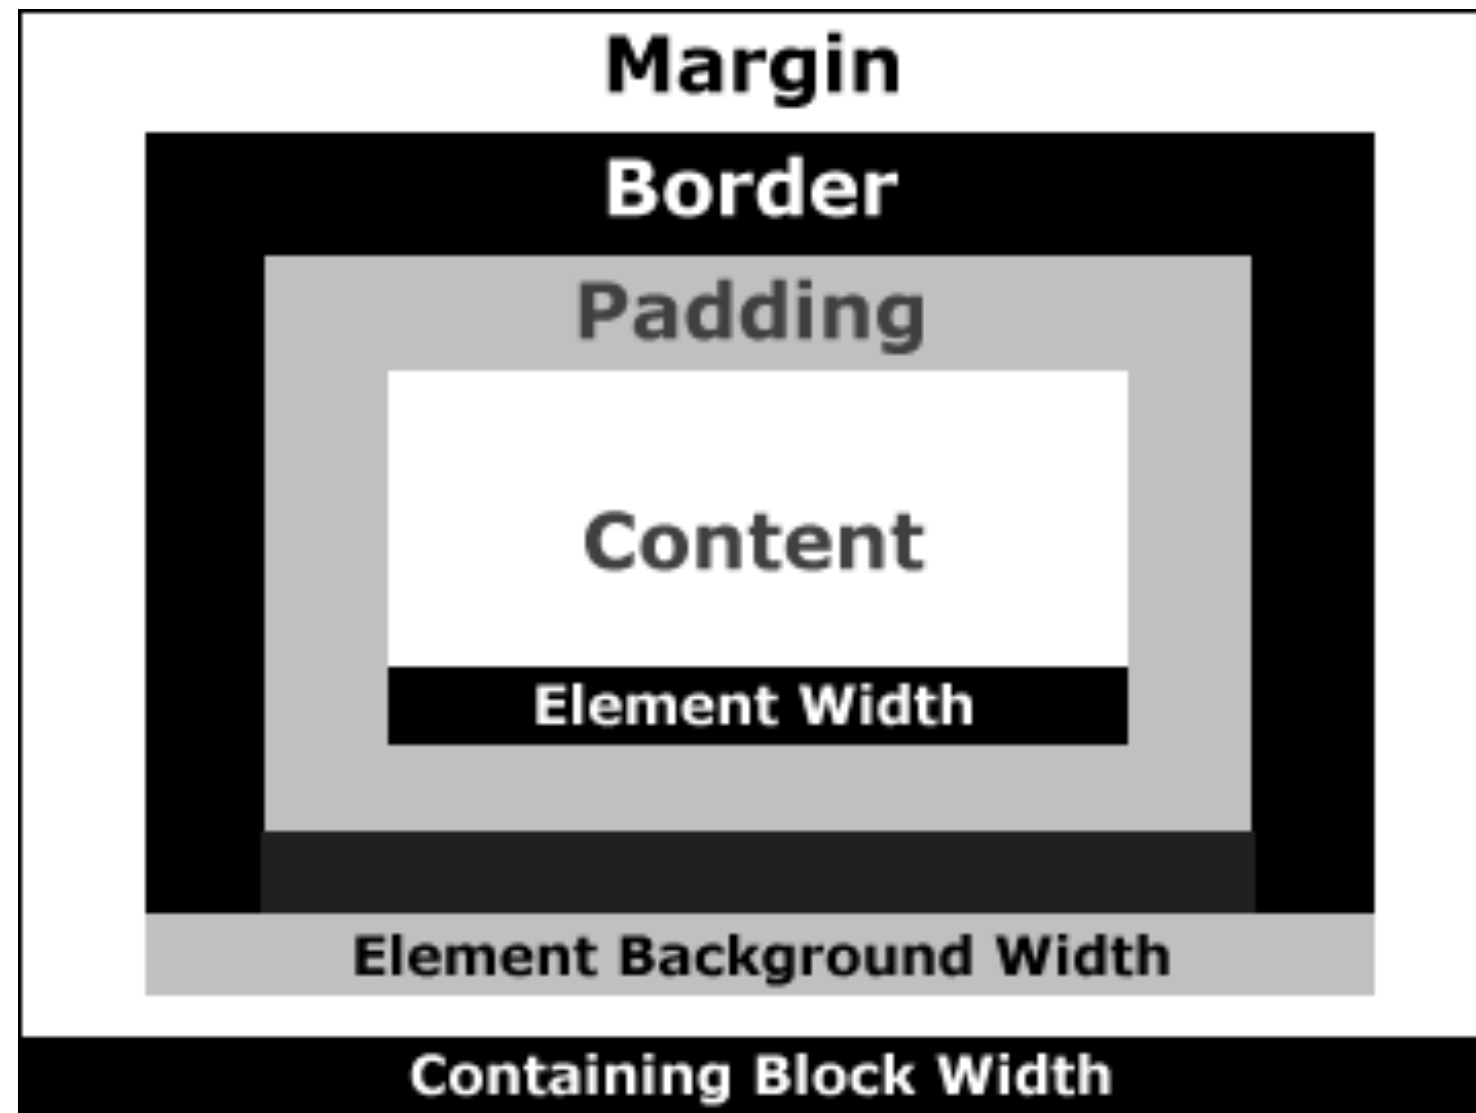 Margin
Border
Padding
Content
Element Width
Element Background Width
Containing Block Width